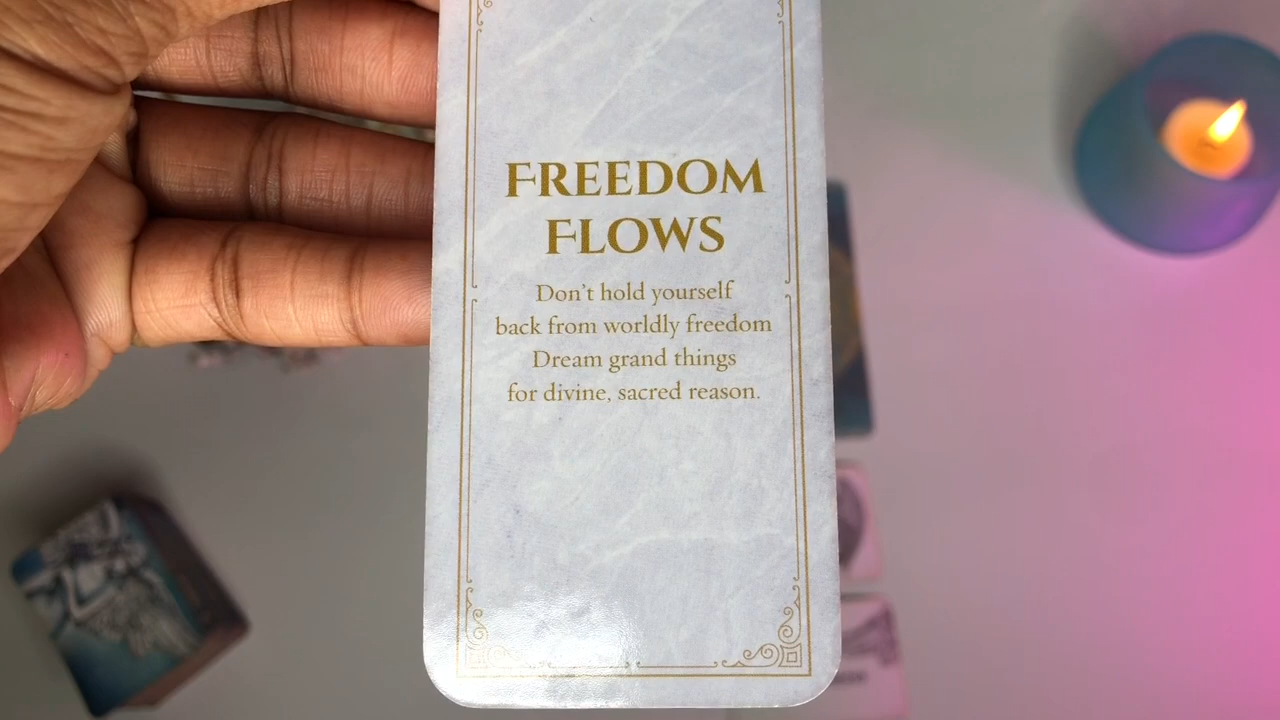 FREEDOM
FLOWS
Don't hold yourself
back from worldly freedom
Dream grand things
for divine, sacred reason.